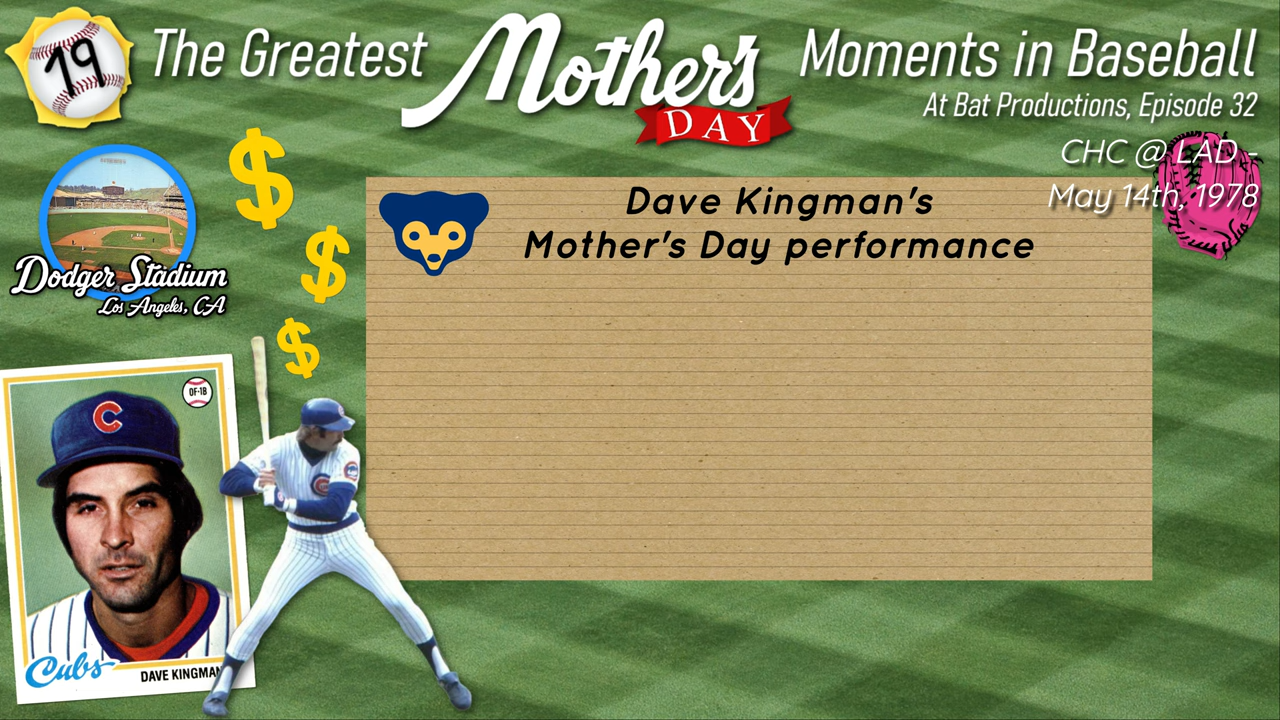 19
The Greatest Mother's Moments in Baseball
DAY
At Bat Productions, Episode 32
CHC @ LAD -
May 14th, 1978
Dodger Stadium
Los Angeles, CA
$
$
$
Dave Kingman's
Mother's Day performance
OF-1B
C
Cubs
DAVE KINGMAN